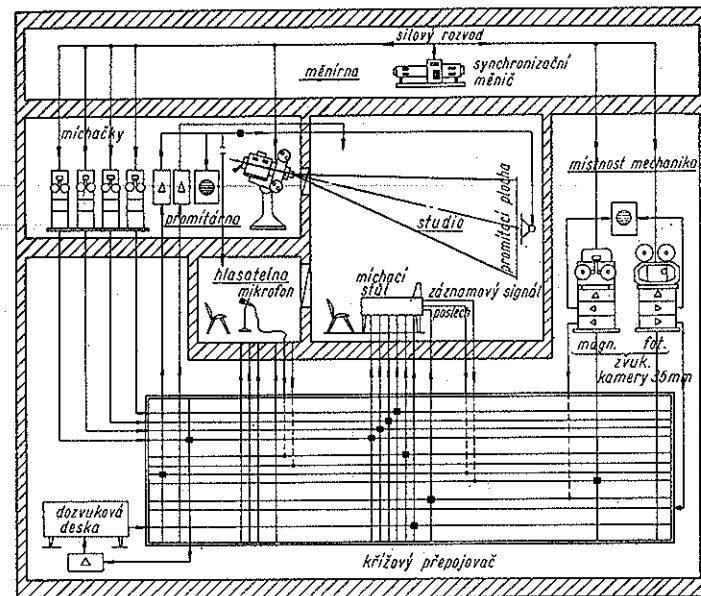 silový rozvod
měnírna
synchronizační
měnič
míchačky
promítárna
studio
promítací plocha
místnost mechanika
hlasatelna
mikrofon
míchací
stůl
záznamový signál
poslech
magn.
fot.
zvuk.
kamery 35mm
dozvuková
deska
křížový přepojovač